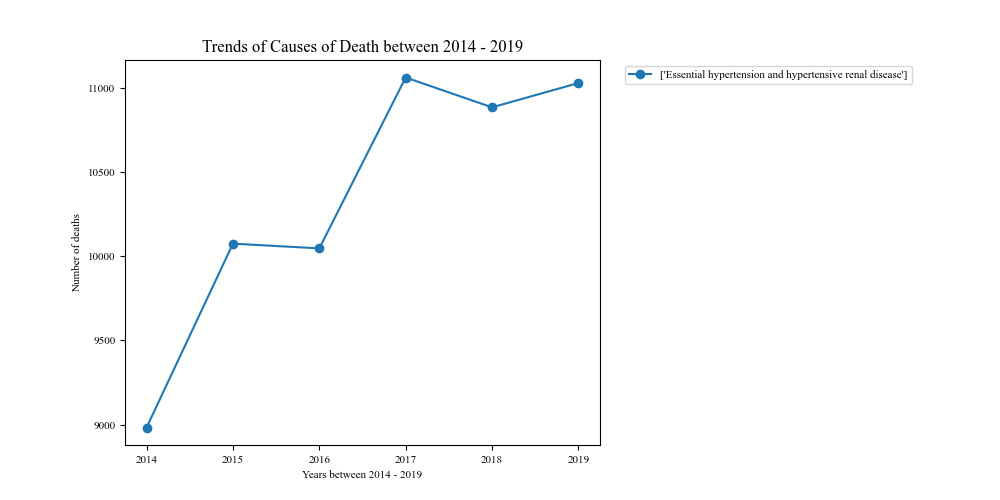 Trends of Causes of Death between 2014 - 2019
['Essential hypertension and hypertensive renal disease']
11000
10500
10000
9500
9000
Number of deaths
2014 2015 2016 2017 2018 2019
Years between 2014 - 2019